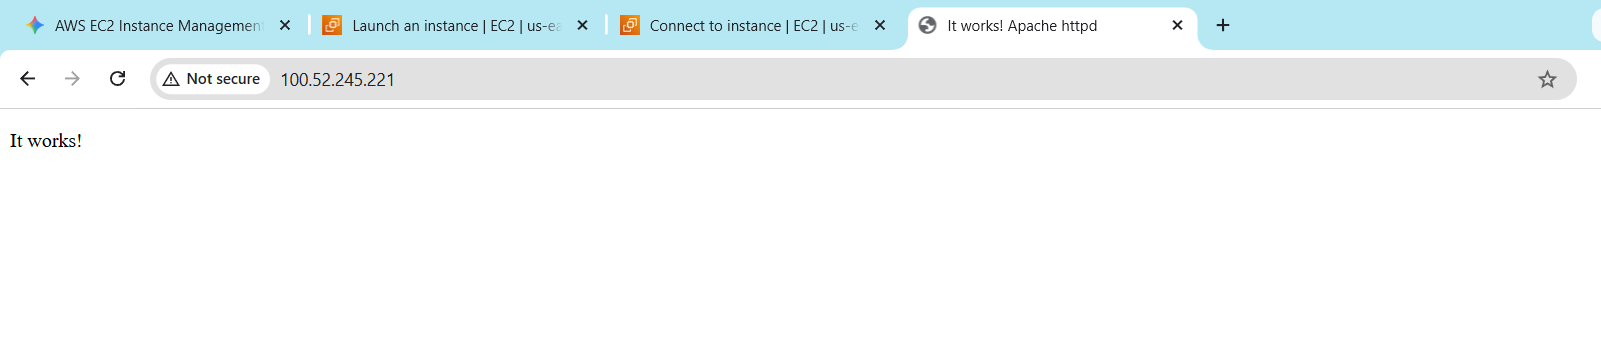 AWS EC2 Instance Management
Launch an instance | EC2 | us-ea
Connect to instance | EC2 | us-e
It works! Apache httpd
Not secure
100.52.245.221
It works!